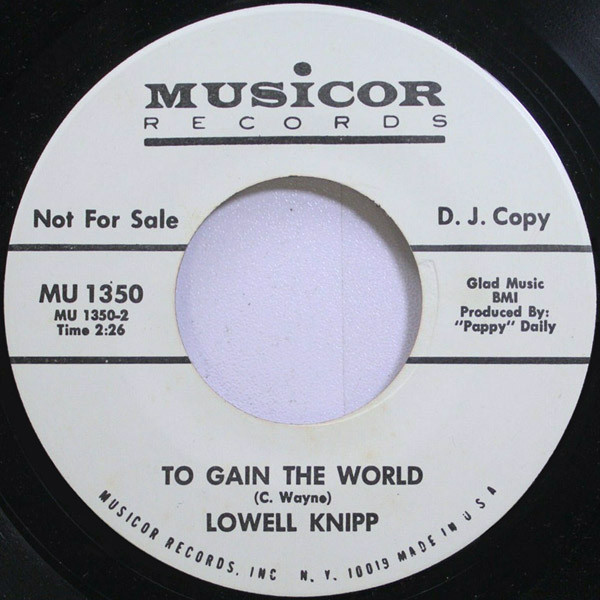 MUSiCOR
RECORDS
Not For Sale
D. J. Copy
MU 1350
MU 1350-2
Time 2:26
Glad Music
BMI
Produced By:
"Pappy" Daily
TO GAIN THE WORLD
(C. Wayne)
LOWELL KNIPP
MUSICOR RECORDS, INC N. Y. 10019 MADE IN U S A